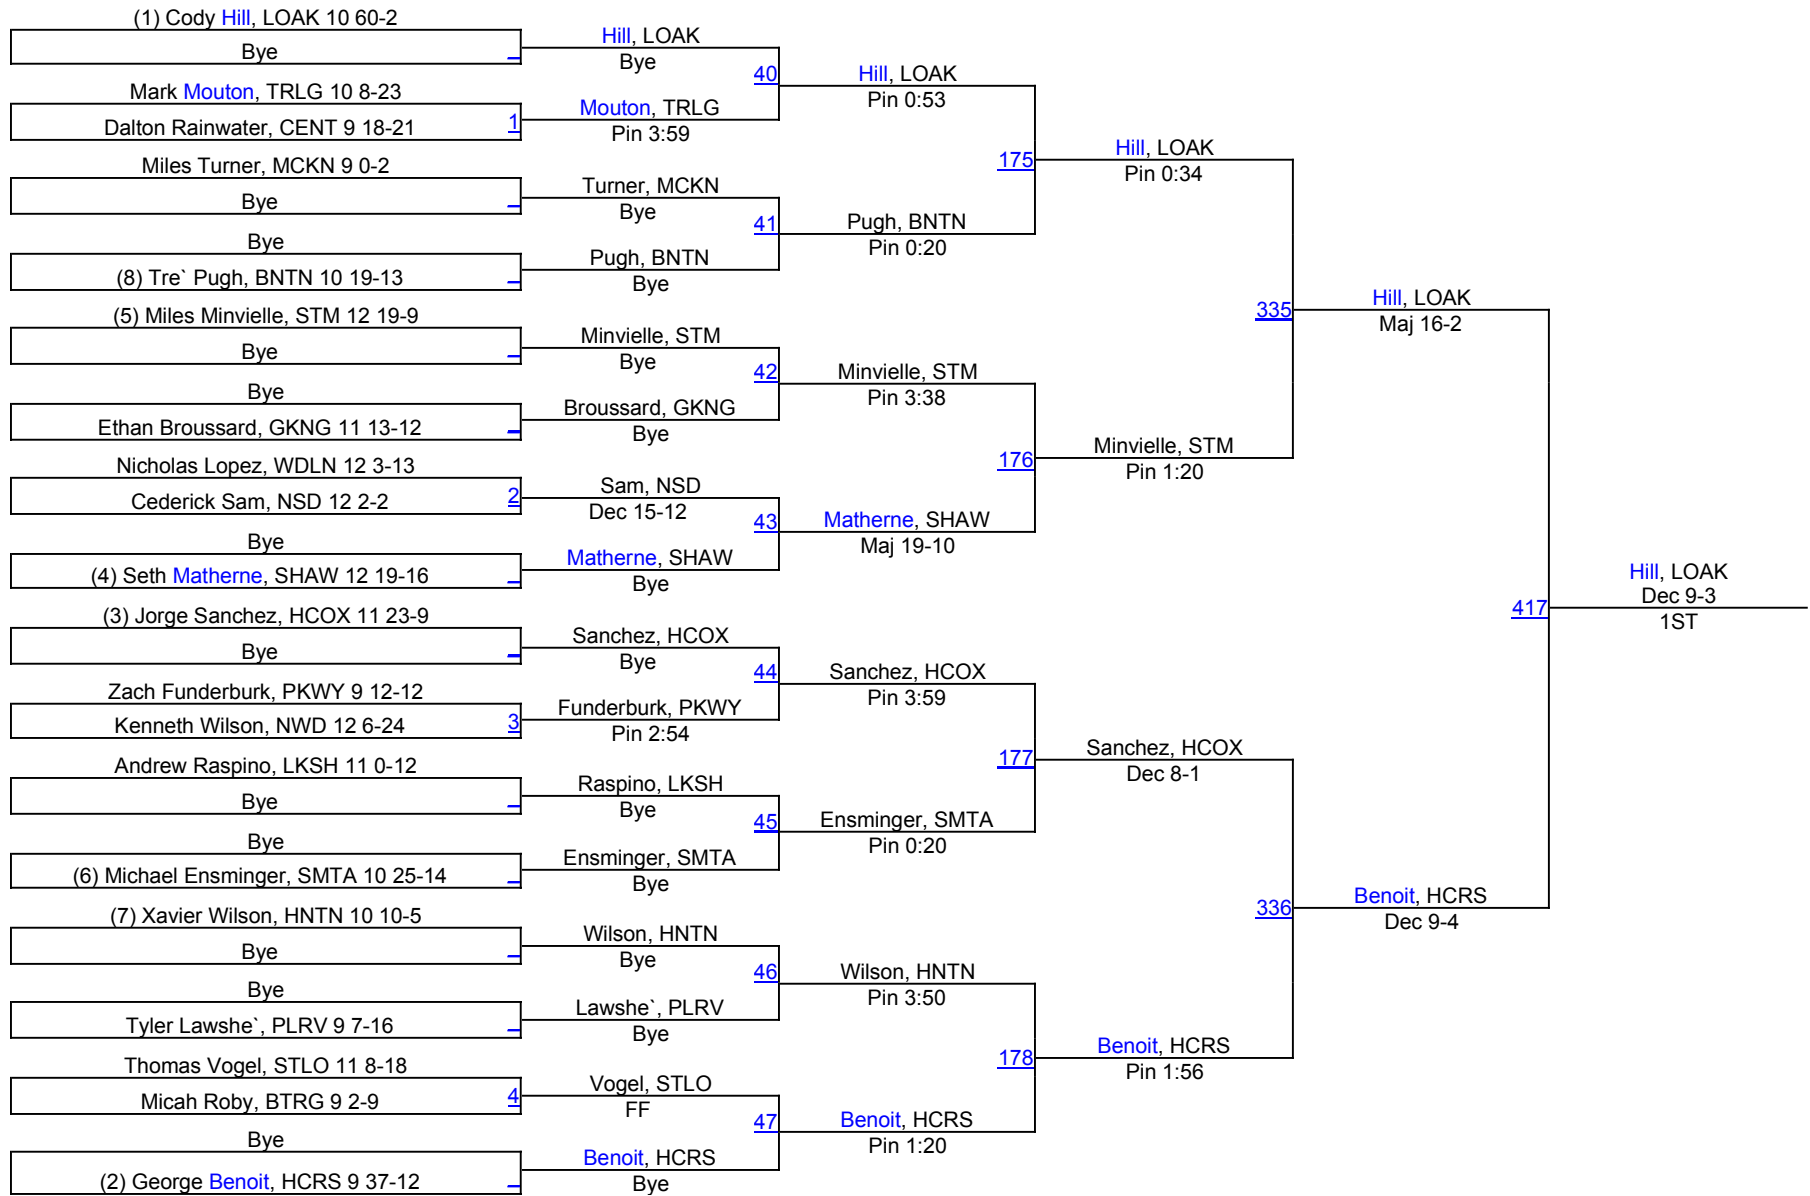 (1) Cody Hill, LOAK 10 60-2
Bye
Mark Mouton, TRLG 10 8-23
Dalton Rainwater, CENT 9 18-21
1
Miles Turner, MCKN 9 0-2
Bye
Bye
(8) Tre` Pugh, BNTN 10 19-13
(5) Miles Minvielle, STM 12 19-9
Bye
Bye
Ethan Broussard, GKNG 11 13-12
Nicholas Lopez, WDLN 12 3-13
Cederick Sam, NSD 12 2-2
2
Bye
(4) Seth Matherne, SHAW 12 19-16
(3) Jorge Sanchez, HCOX 11 23-9
Bye
Zach Funderburk, PKWY 9 12-12
Kenneth Wilson, NWD 12 6-24
3
Andrew Raspino, LKSH 11 0-12
Bye
Bye
(6) Michael Ensminger, SMTA 10 25-14
(7) Xavier Wilson, HNTN 10 10-5
Bye
Bye
Tyler Lawshe`, PLRV 9 7-16
Thomas Vogel, STLO 11 8-18
Micah Roby, BTRG 9 2-9
4
Bye
(2) George Benoit, HCRS 9 37-12
Hill, LOAK
Bye
40
Mouton, TRLG
Pin 3:59
Turner, MCKN
Bye
41
Pugh, BNTN
Bye
Minvielle, STM
Bye
42
Broussard, GKNG
Bye
Sam, NSD
Dec 15-12
43
Matherne, SHAW
Bye
Sanchez, HCOX
Bye
44
Funderburk, PKWY
Pin 2:54
Raspino, LKSH
Bye
45
Ensminger, SMTA
Bye
Wilson, HNTN
Bye
46
Lawshe`, PLRV
Bye
Vogel, STLO
FF
47
Benoit, HCRS
Bye
Hill, LOAK
Pin 0:53
175
Pugh, BNTN
Pin 0:20
Minvielle, STM
Pin 3:38
176
Matherne, SHAW
Maj 19-10
Sanchez, HCOX
Pin 3:59
177
Ensminger, SMTA
Pin 0:20
Wilson, HNTN
Pin 3:50
178
Benoit, HCRS
Pin 1:20
Hill, LOAK
Pin 0:34
335
Minvielle, STM
Pin 1:20
Sanchez, HCOX
Dec 8-1
336
Benoit, HCRS
Pin 1:56
Hill, LOAK
Maj 16-2
417
Benoit, HCRS
Dec 9-4
Hill, LOAK
Dec 9-3
1ST